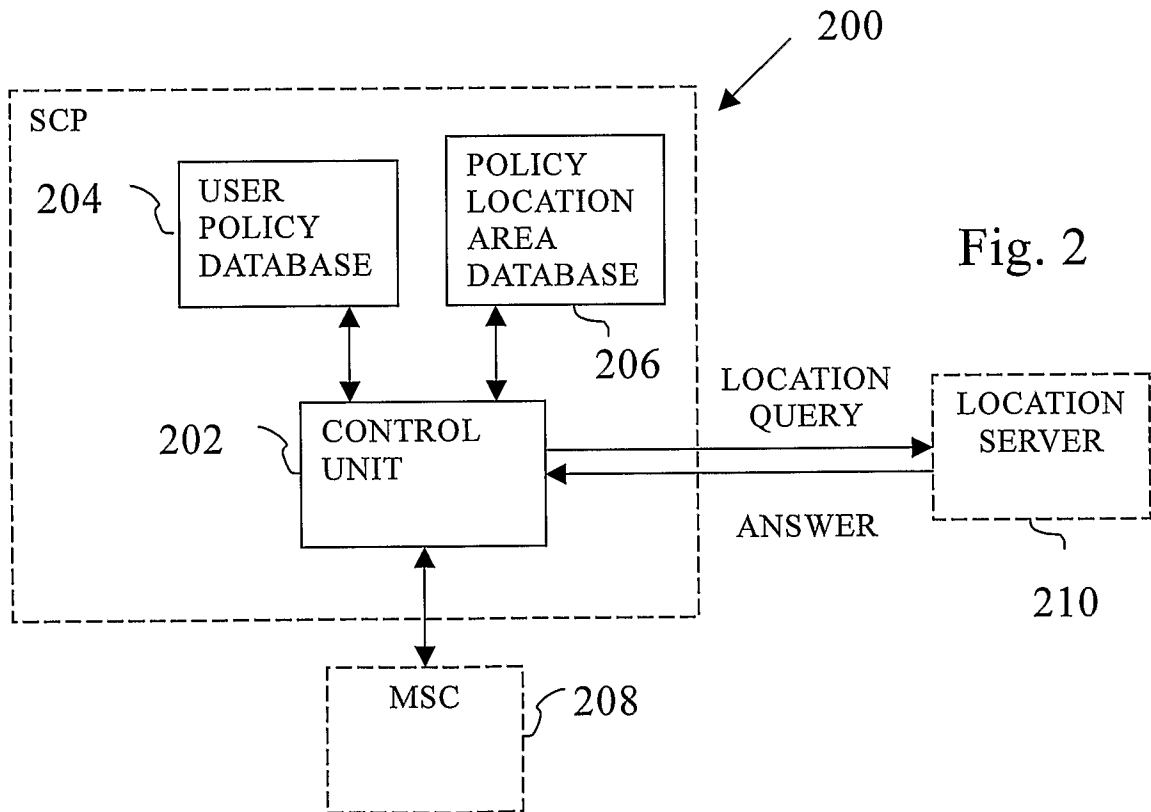 200
SCP
USER
POLICY
DATABASE
204
POLICY
LOCATION
AREA
DATABASE
206
Fig. 2
CONTROL
UNIT
202
LOCATION
QUERY
ANSWER
LOCATION
SERVER
210
MSC
208